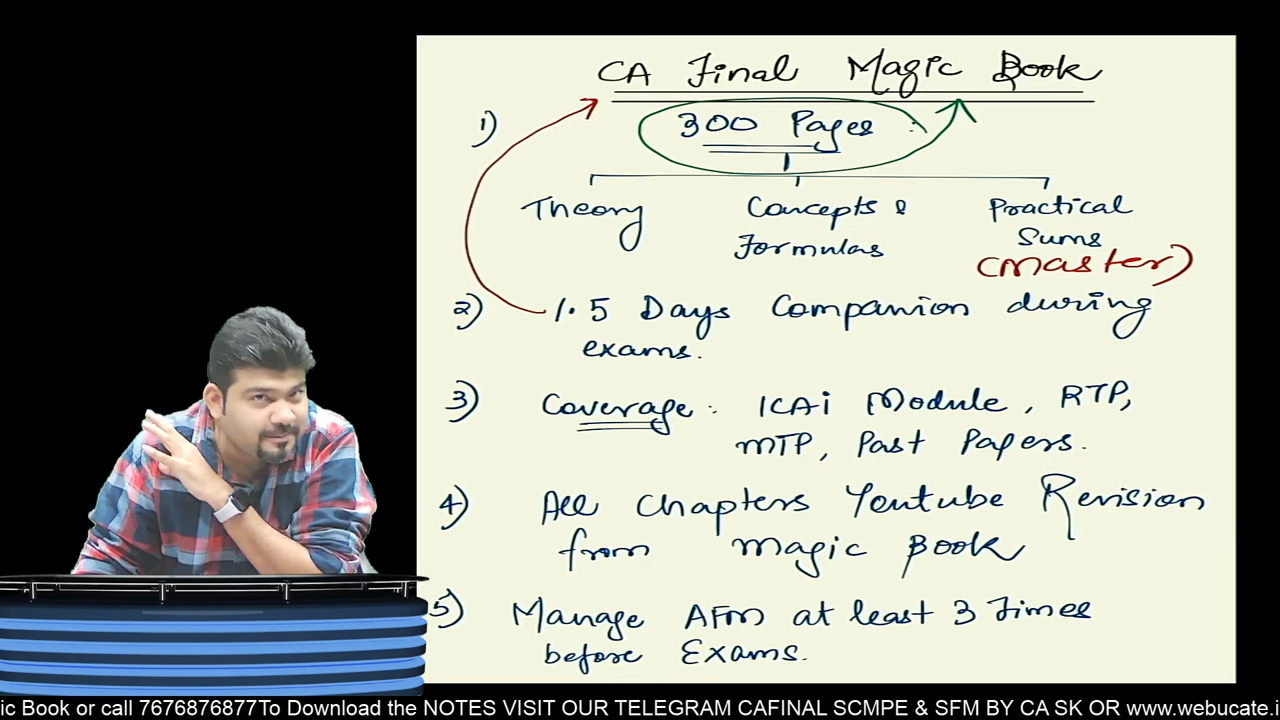 CA Final Magic Book
1) 300 Pages :
Theory Concepts & Formulas Practical Sums
(Master)
2) 1.5 Days Companion during
exams.
3) Coverage : ICAI Module, RTP,
MTP, Past Papers.
4) All Chapters Youtube Revision
from Magic Book
5) Manage AFM at least 3 Times
before Exams.
ic Book or call 7676876877To Download the NOTES VISIT OUR TELEGRAM CAFINAL SCMPE & SFM BY CA SK OR www.webucate.i